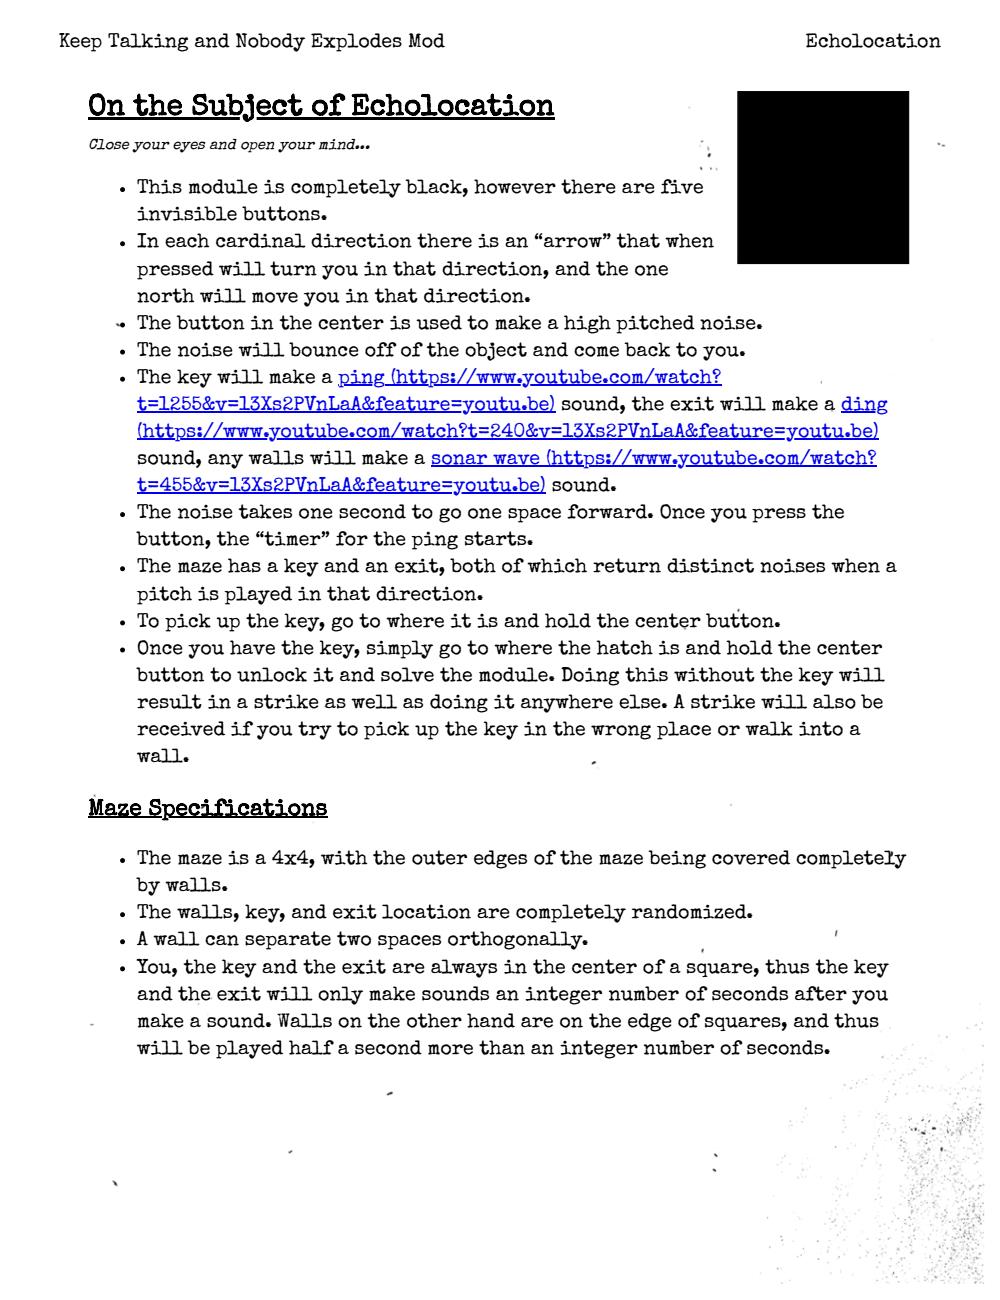 Keep Talking and Nobody Explodes Mod
Echolocation
On the Subject of Echolocation
Close your eyes and open your mind...
• This module is completely black, however there are five
invisible buttons.
• In each cardinal direction there is an “arrow” that when
pressed will turn you in that direction, and the one
north will move you in that direction.
• The button in the center is used to make a high pitched noise.
• The noise will bounce off of the object and come back to you.
• The key will make a ping (https://www.youtube.com/watch?
t=1255&v=l3Xs2PVnLaA&feature=youtu.be) sound, the exit will make a ding
(https://www.youtube.com/watch?t=240&v=l3Xs2PVnLaA&feature=youtu.be)
sound, any walls will make a sonar wave (https://www.youtube.com/watch?
t=455&v=l3Xs2PVnLaA&feature=youtu.be) sound.
• The noise takes one second to go one space forward. Once you press the
button, the “timer” for the ping starts.
• The maze has a key and an exit, both of which return distinct noises when a
pitch is played in that direction.
• To pick up the key, go to where it is and hold the center button.
• Once you have the key, simply go to where the hatch is and hold the center
button to unlock it and solve the module. Doing this without the key will
result in a strike as well as doing it anywhere else. A strike will also be
received if you try to pick up the key in the wrong place or walk into a
wall.
Maze Specifications
• The maze is a 4x4, with the outer edges of the maze being covered completely
by walls.
• The walls, key, and exit location are completely randomized.
• A wall can separate two spaces orthogonally.
• You, the key and the exit are always in the center of a square, thus the key
and the exit will only make sounds an integer number of seconds after you
make a sound. Walls on the other hand are on the edge of squares, and thus
will be played half a second more than an integer number of seconds.